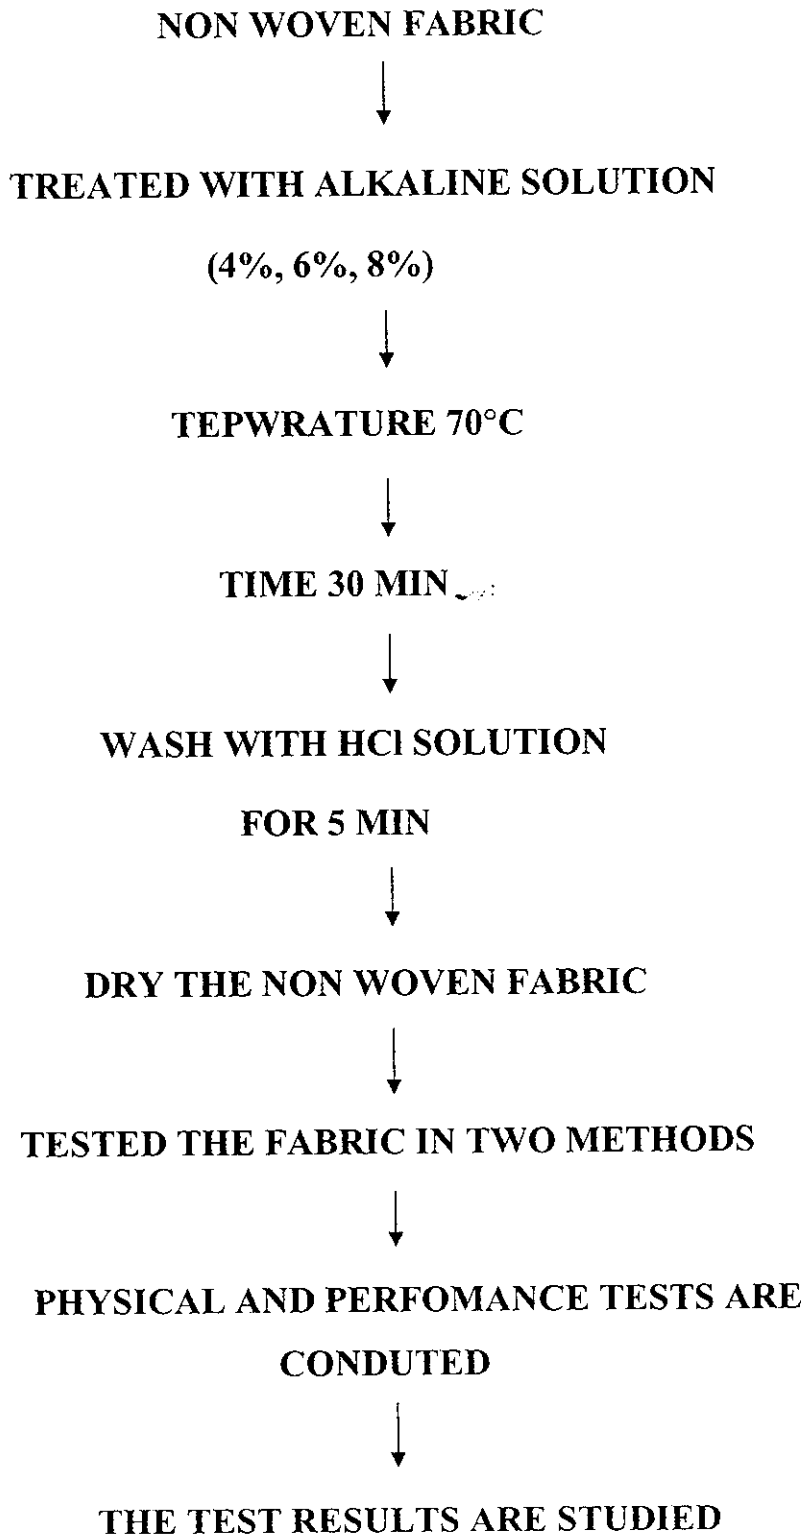 NON WOVEN FABRIC
TREATED WITH ALKALINE SOLUTION
(4%, 6%, 8%)
TEPWRATURE 70°C
TIME 30 MIN
WASH WITH HCl SOLUTION
FOR 5 MIN
DRY THE NON WOVEN FABRIC
TESTED THE FABRIC IN TWO METHODS
PHYSICAL AND PERFOMANCE TESTS ARE
CONDUTED
THE TEST RESULTS ARE STUDIED